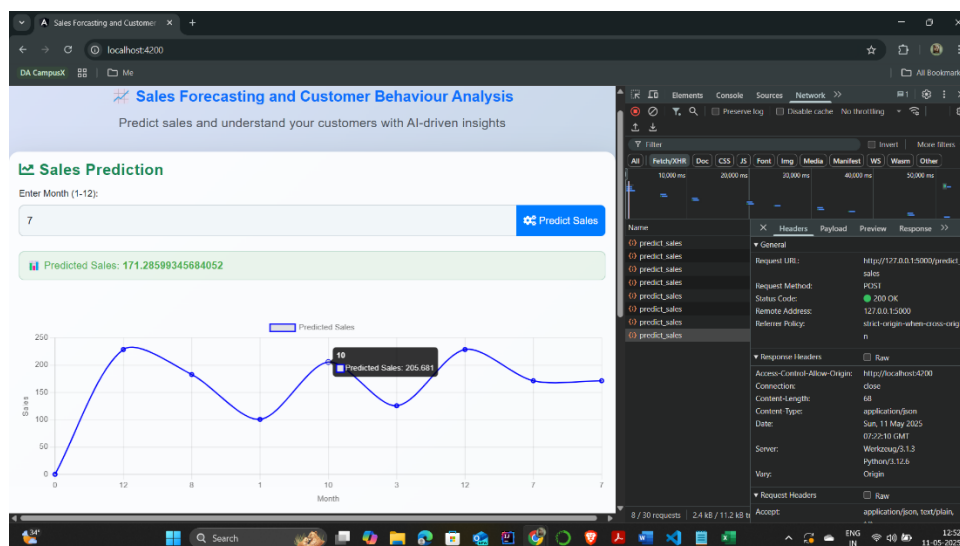 Sales Forcasting and Customer
localhost:4200
DA CampusX
Me
All Bookmark
Sales Forecasting and Customer Behaviour Analysis
Predict sales and understand your customers with AI-driven insights
Sales Prediction
Enter Month (1-12):
7
Predict Sales
Predicted Sales: 171.28599345684052
Predicted Sales
250
200
150
100
50
0
Sales
10
Predicted Sales: 205.681
0 12 8 1 10 3 12 7 7
Month
Elements Console Sources Network
1
Preserve log Disable cache No throttling
Filter
Invert More filters
All Fetch/XHR Doc CSS JS Font Img Media Manifest WS Wasm Other
10,000 ms 20,000 ms 30,000 ms 40,000 ms 50,000 ms
Name
predict_sales
predict_sales
predict_sales
predict_sales
predict_sales
predict_sales
predict_sales
predict_sales
8 / 30 requests 2.4 kB / 11.2 kB t
Headers Payload Preview Response
General
Request URL: http://127.0.0.1:5000/predict_
sales
Request Method: POST
Status Code: 200 OK
Remote Address: 127.0.0.1:5000
Referrer Policy: strict-origin-when-cross-orig
n
Response Headers Raw
Access-Control-Allow-Origin: http://localhost:4200
Connection: close
Content-Length: 68
Content-Type: application/json
Date: Sun, 11 May 2025
07:22:10 GMT
Server: Werkzeug/3.1.3
Python/3.12.6
Vary: Origin
Request Headers Raw
Accept: application/json, text/plain,
34°
Search
ENG
IN
12:52
11-05-2025